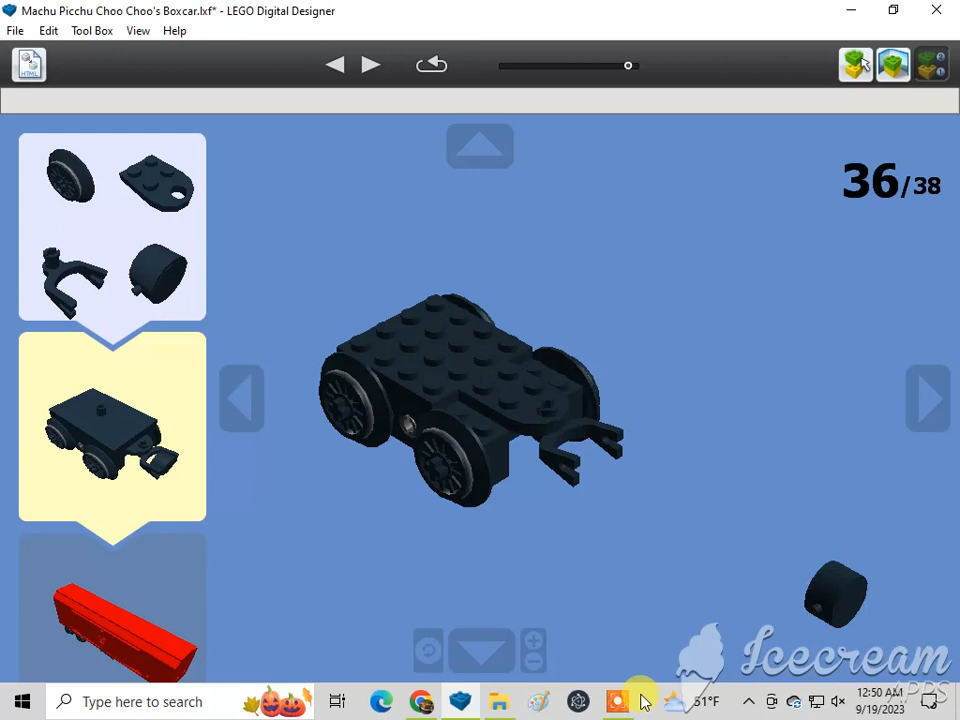 Machu Picchu Choo Choo's Boxcar.lxf* - LEGO Digital Designer
File Edit Tool Box View Help
HTML
36/38
Icecream
APPS
Type here to search
51°F
12:50 AM
9/19/2023